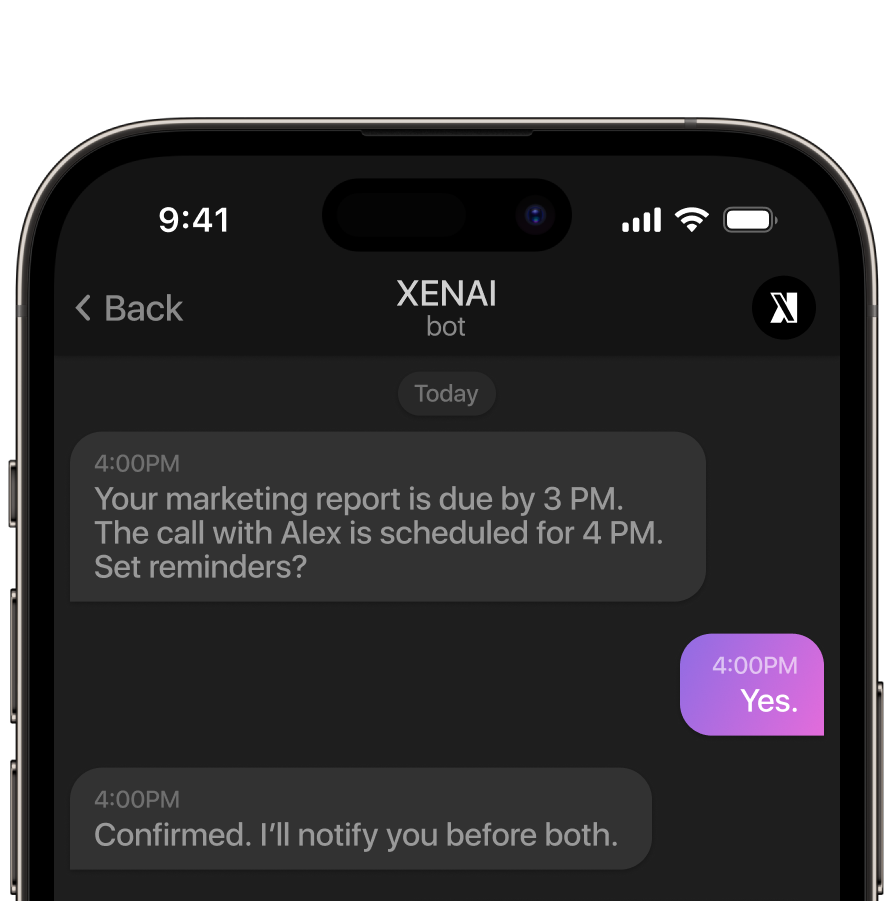 9:41
Back
XENAI
bot
Today
4:00PM
Your marketing report is due by 3 PM.
The call with Alex is scheduled for 4 PM.
Set reminders?
4:00PM
Yes.
4:00PM
Confirmed. I’ll notify you before both.